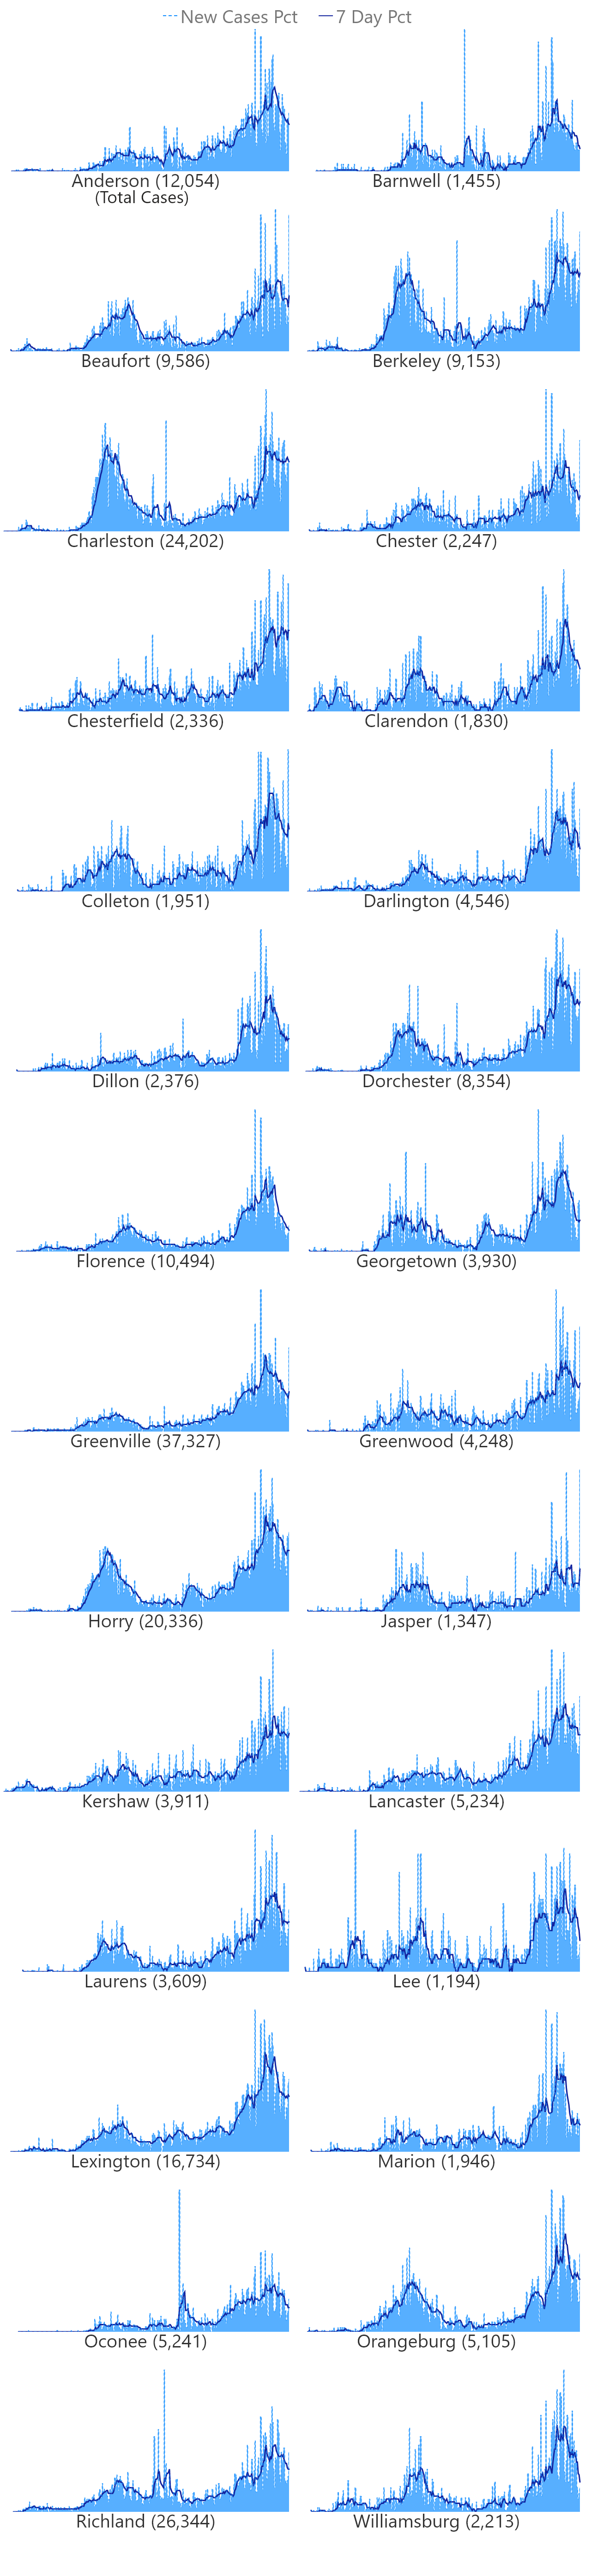 New Cases Pct 7 Day Pct
Anderson (12,054) Barnwell (1,455)
(Total Cases)
Beaufort (9,586) Berkeley (9,153)
Charleston (24,202) Chester (2,247)
Chesterfield (2,336) Clarendon (1,830)
Colleton (1,951) Darlington (4,546)
Dillon (2,376) Dorchester (8,354)
Florence (10,494) Georgetown (3,930)
Greenville (37,327) Greenwood (4,248)
Horry (20,336) Jasper (1,347)
Kershaw (3,911) Lancaster (5,234)
Laurens (3,609) Lee (1,194)
Lexington (16,734) Marion (1,946)
Oconee (5,241) Orangeburg (5,105)
Richland (26,344) Williamsburg (2,213)